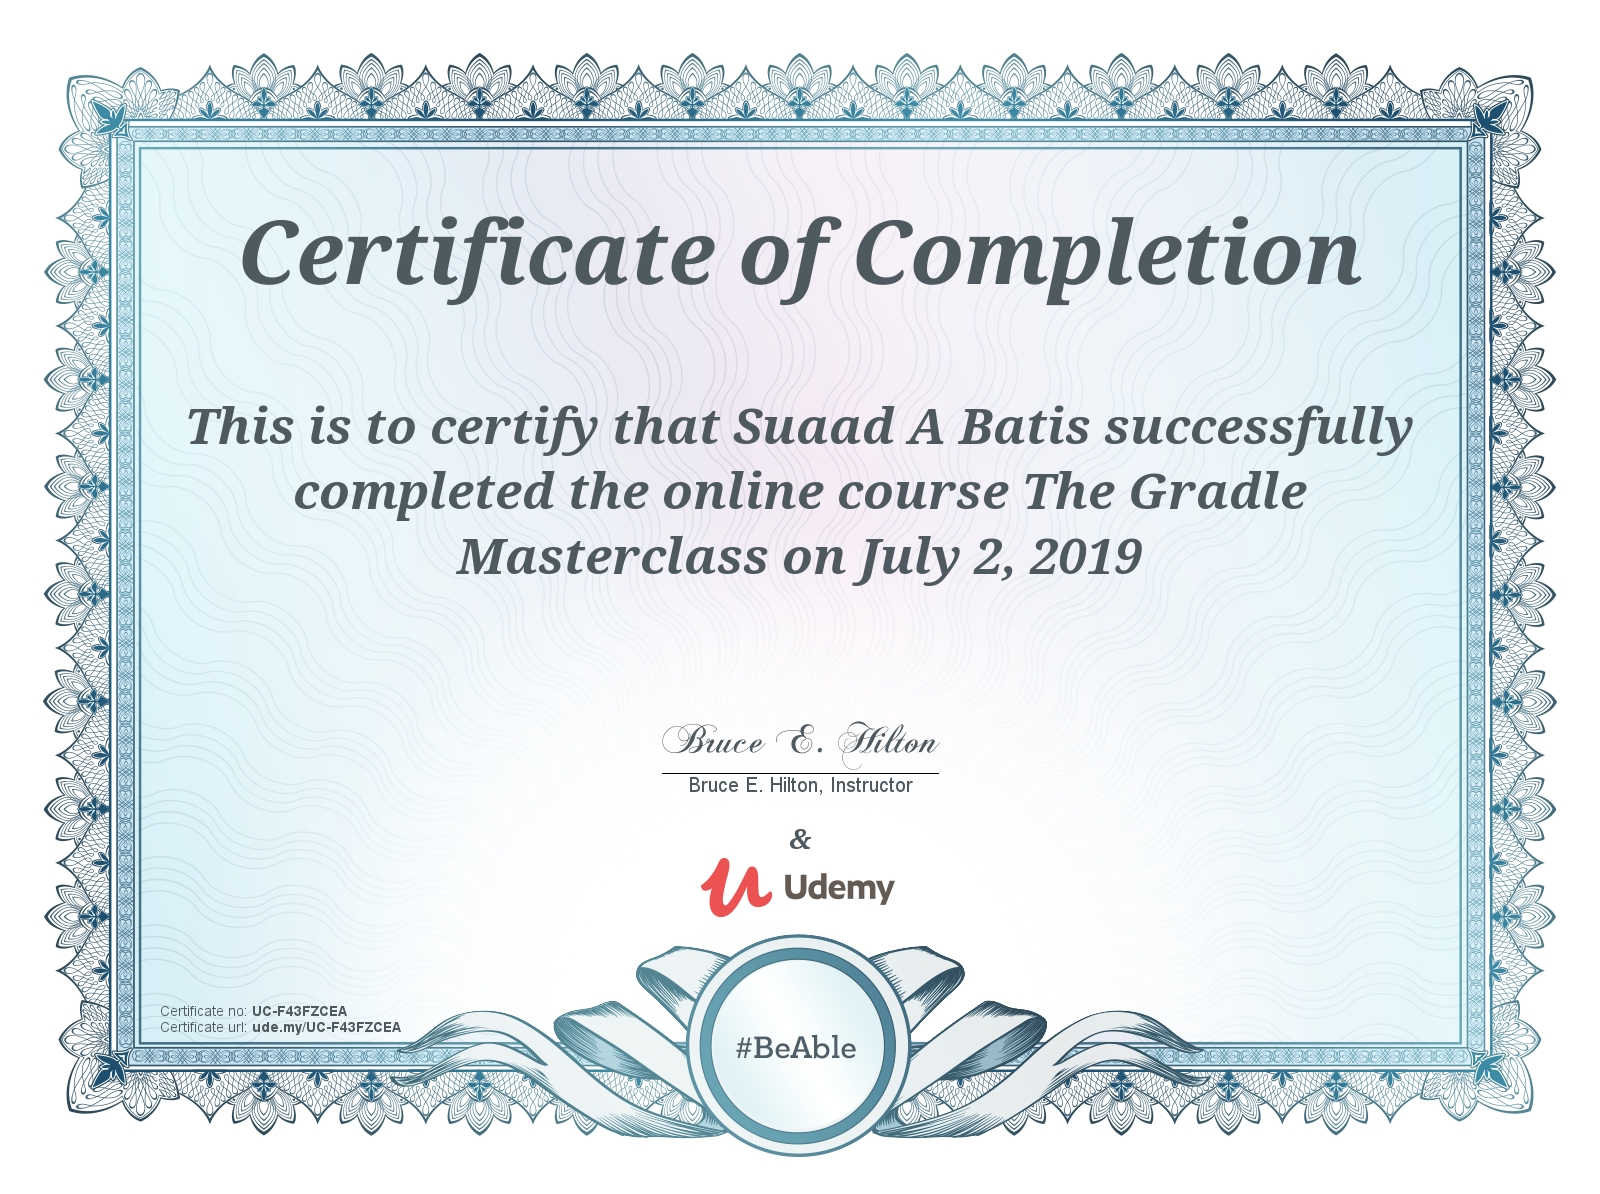 Certificate of Completion
This is to certify that Suaad A Batis successfully
completed the online course The Gradle
Masterclass on July 2, 2019
Bruce E. Hilton
Bruce E. Hilton, Instructor
&
Udemy
Certificate no: UC-F43FZCEA
Certificate url: ude.my/UC-F43FZCEA
#BeAble